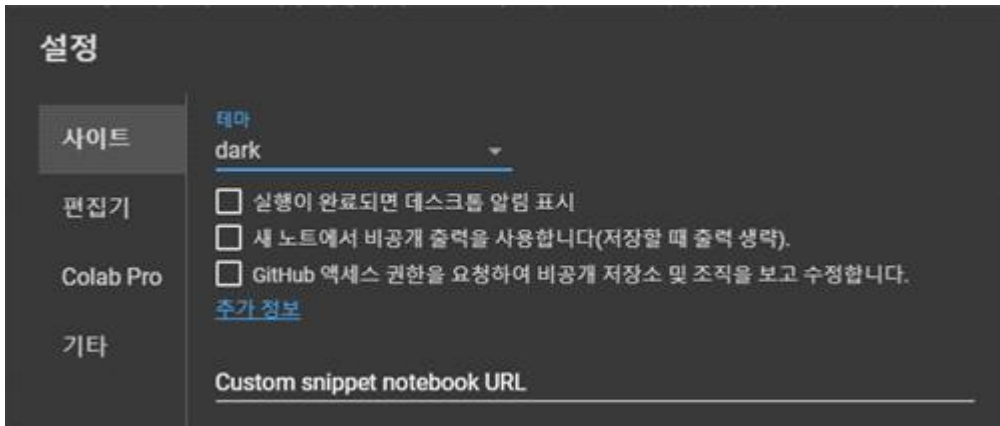 설정
사이트
편집기
Colab Pro
기타
테마
dark
실행이 완료되면 데스크톱 알림 표시
새 노트에서 비공개 출력을 사용합니다(저장할 때 출력 생략).
GitHub 액세스 권한을 요청하여 비공개 저장소 및 조직을 보고 수정합니다.
추가 정보
Custom snippet notebook URL